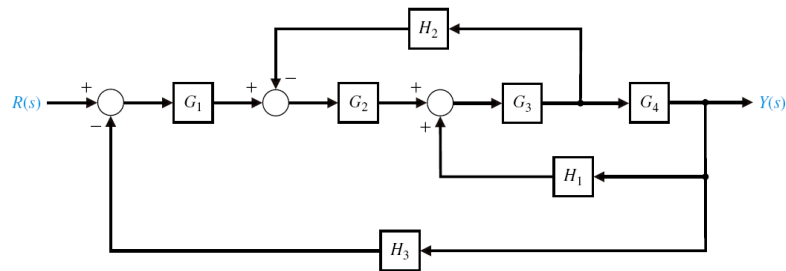 H2
+
−
R(s)
+
G1
+
G2
+
G3
G4
Y(s)
−
+
H1
H3